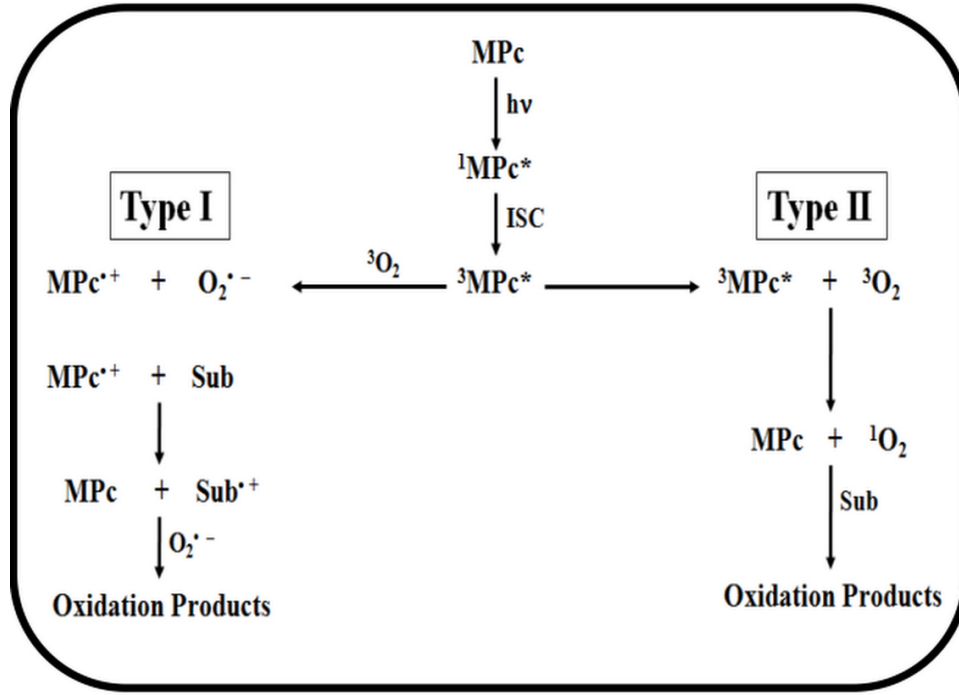 MPc
hν
¹MPc*
ISC
Type I
Type II
MPc•⁺ + O₂•⁻
³O₂
³MPc*
³MPc* + ³O₂
MPc•⁺ + Sub
MPc + ¹O₂
MPc + Sub•⁺
Sub
O₂•⁻
Oxidation Products
Oxidation Products